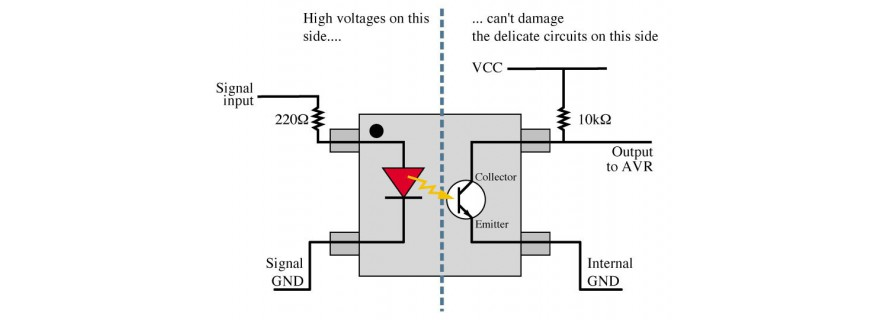 High voltages on this
side....
... can't damage
the delicate circuits on this side
VCC
Signal
input
220Ω
10kΩ
Output
to AVR
Collector
Emitter
Signal
GND
Internal
GND